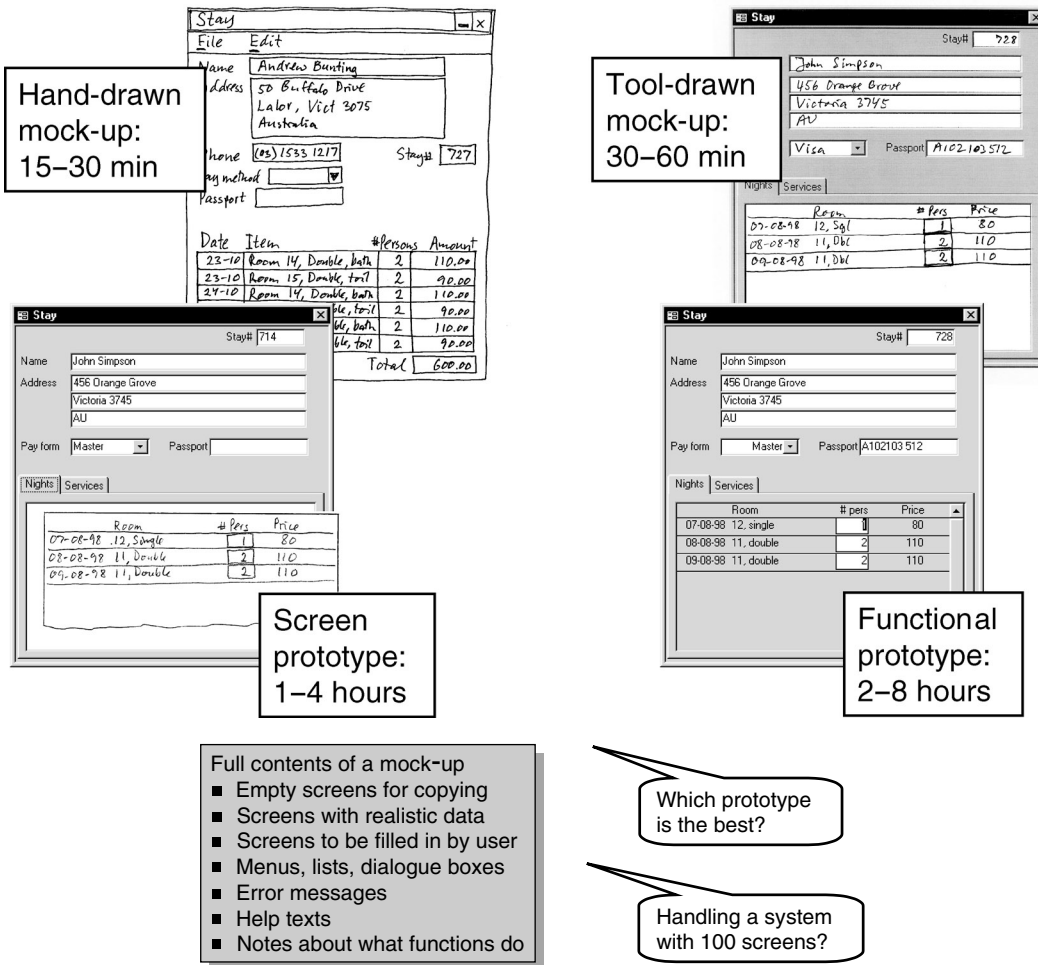 Stay
File Edit
Name Andrew Bunting
Address 50 Buffalo Drive
Lalor, Vict 3075
Australia
Phone (03) 1533 1217 Stay# 727
Pay method
Passport
Date Item #Persons Amount
23-10 Room 14, Double, bath 2 110.00
23-10 Room 15, Double, toil 2 90.00
24-10 Room 14, Double, bath 2 110.00
ble, toil 2 90.00
ble, bath 2 110.00
ble, toil 2 90.00
Total 600.00
Hand-drawn
mock-up:
15–30 min
Stay
Stay# 728
John Simpson
456 Orange Grove
Victoria 3745
AU
Visa Passport A102103512
Nights Services
Room # Pers Price
07-08-98 12, Sgl 1 80
08-08-98 11, Dbl 2 110
09-08-98 11, Dbl 2 110
Tool-drawn
mock-up:
30–60 min
Stay
Stay# 714
Name John Simpson
Address 456 Orange Grove
Victoria 3745
AU
Pay form Master Passport
Nights Services
Room # Pers Price
07-08-98 12, Single 1 80
08-08-98 11, Double 2 110
09-08-98 11, Double 2 110
Screen
prototype:
1–4 hours
Stay
Stay# 728
Name John Simpson
Address 456 Orange Grove
Victoria 3745
AU
Pay form Master Passport A102103 512
Nights Services
Room # pers Price
07-08-98 12, single 1 80
08-08-98 11, double 2 110
09-08-98 11, double 2 110
Functional
prototype:
2–8 hours
Full contents of a mock-up
■ Empty screens for copying
■ Screens with realistic data
■ Screens to be filled in by user
■ Menus, lists, dialogue boxes
■ Error messages
■ Help texts
■ Notes about what functions do
Which prototype
is the best?
Handling a system
with 100 screens?